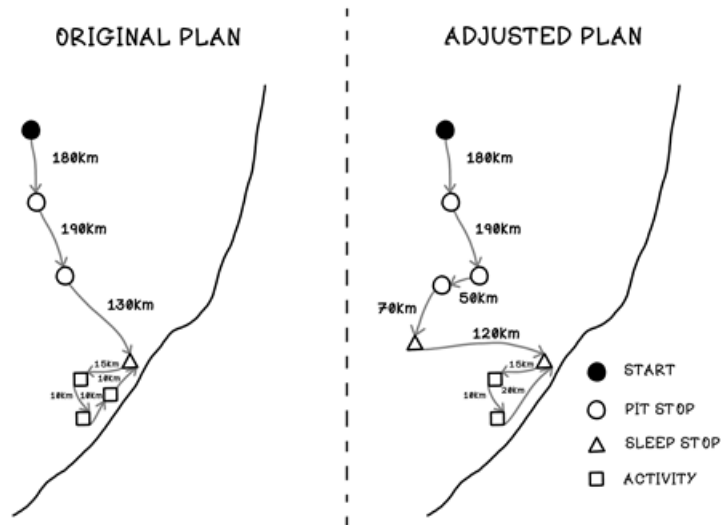 ORIGINAL PLAN
180km
190km
130km
15km
10km
10km
10km
ADJUSTED PLAN
180km
190km
50km
70km
120km
15km
10km
20km
START
PIT STOP
SLEEP STOP
ACTIVITY